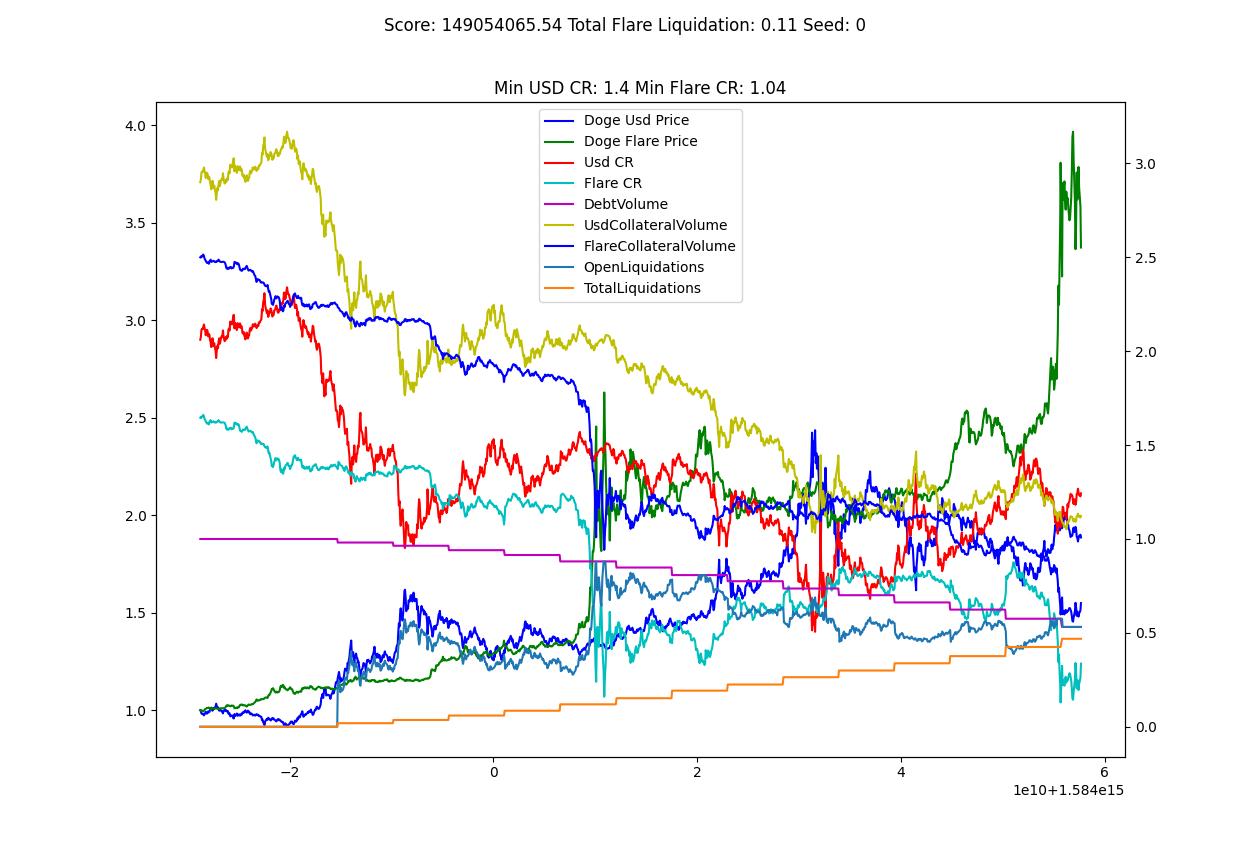 Score: 149054065.54 Total Flare Liquidation: 0.11 Seed: 0
Min USD CR: 1.4 Min Flare CR: 1.04
Doge Usd Price
Doge Flare Price
Usd CR
Flare CR
DebtVolume
UsdCollateralVolume
FlareCollateralVolume
OpenLiquidations
TotalLiquidations
4.0
3.5
3.0
2.5
2.0
1.5
1.0
3.0
2.5
2.0
1.5
1.0
0.5
0.0
−2
0
2
4
6
1e10+1.584e15